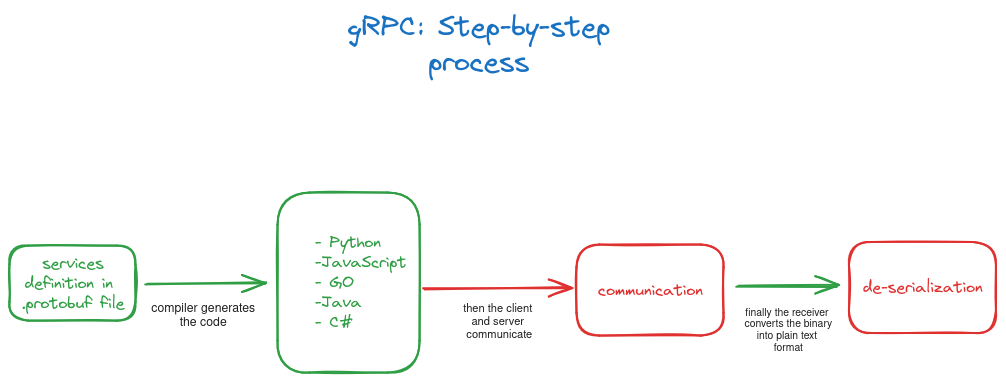 gRPC: Step-by-step
process
services
definition in
.protobuf file
compiler generates
the code
- Python
-JavaScript
- GO
-Java
- C#
then the client
and server
communicate
communication
finally the receiver
converts the binary
into plain text
format
de-serialization